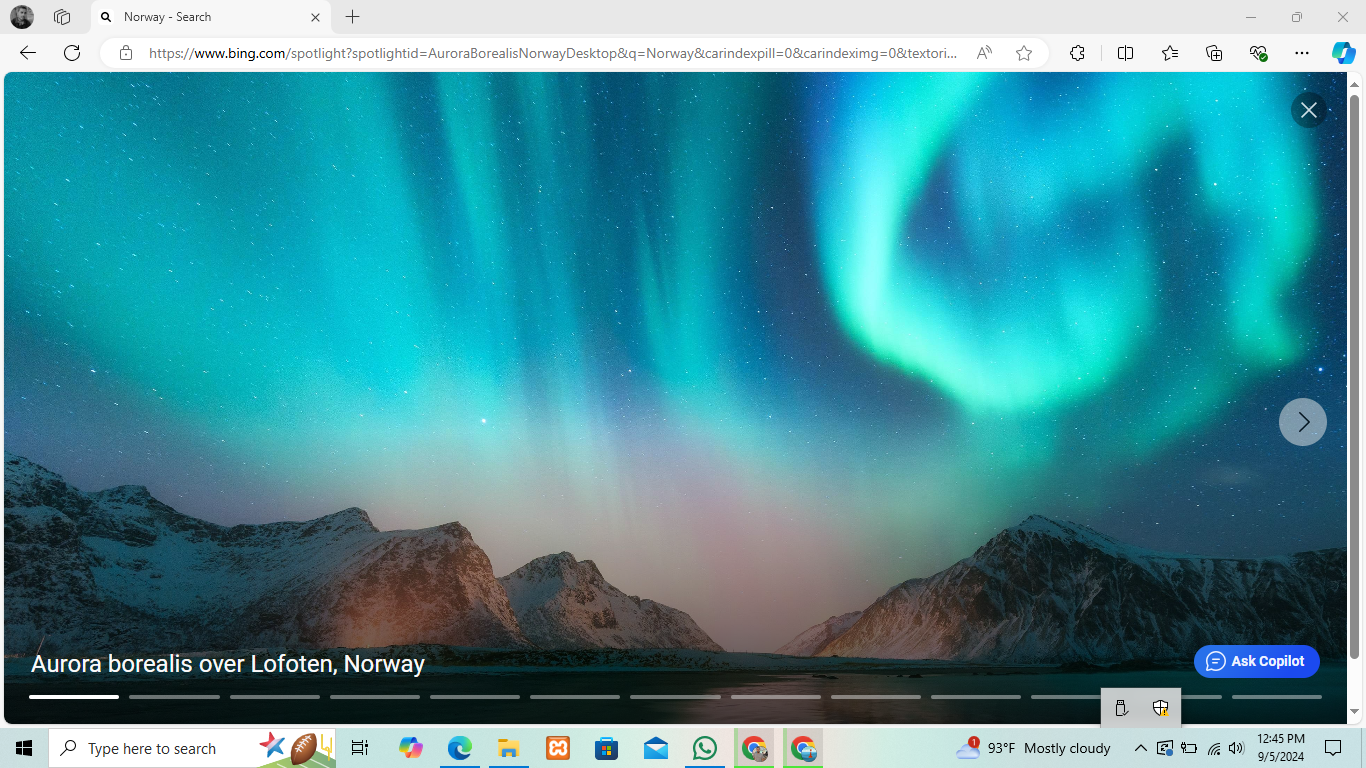 Norway - Search
https://www.bing.com/spotlight?spotlightid=AuroraBorealisNorwayDesktop&q=Norway&carindexpill=0&carindeximg=0&textori...
Aurora borealis over Lofoten, Norway
Ask Copilot
Type here to search
1
93°F Mostly cloudy
12:45 PM
9/5/2024